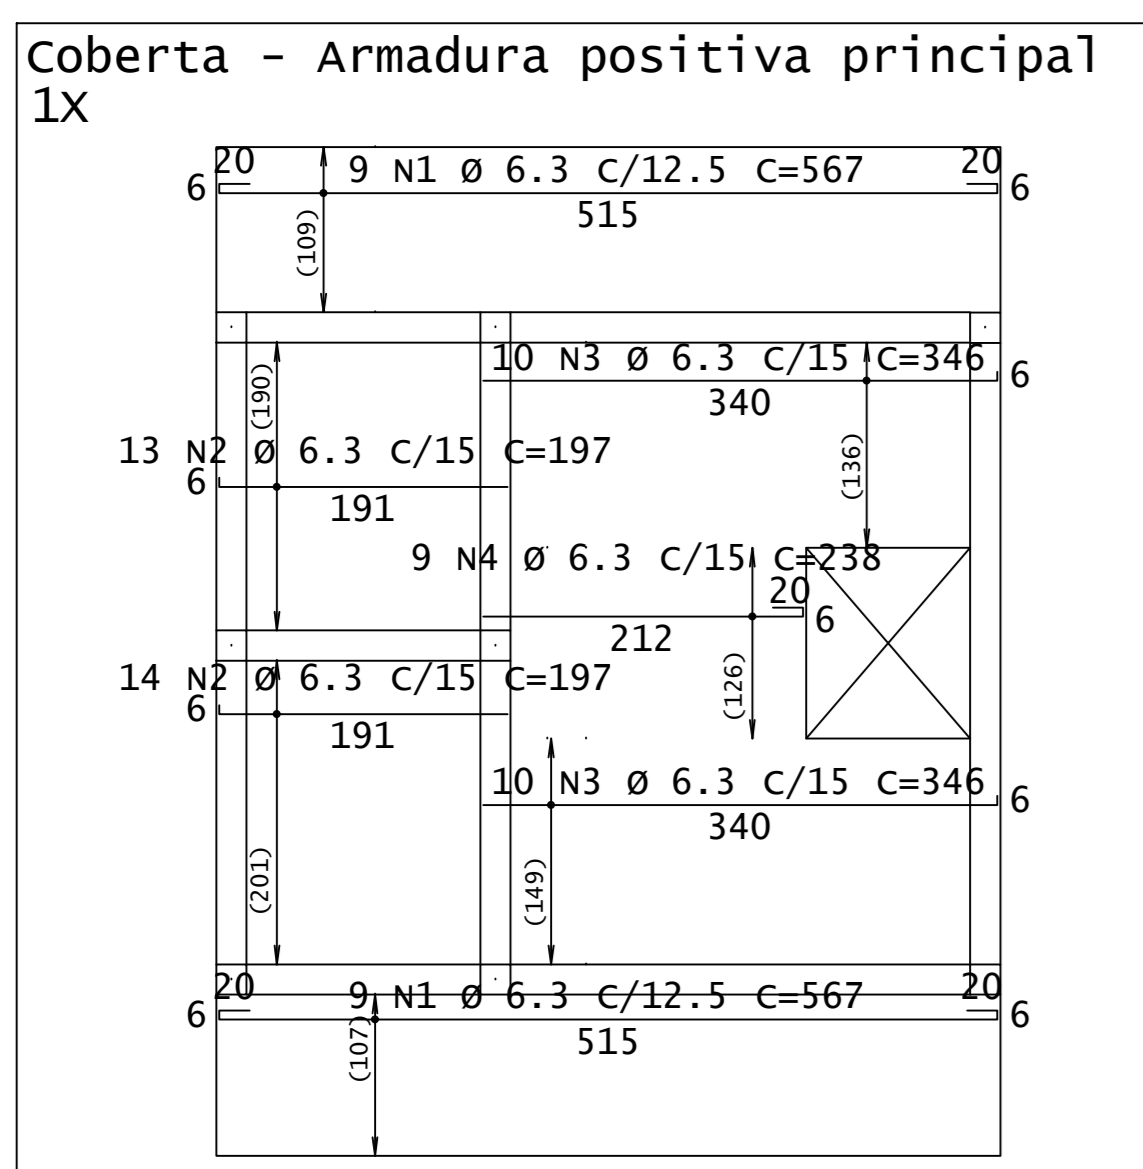 Coberta - Armadura positiva principal
1X
20 9 N1 Ø 6.3 C/12.5 C=567 20
6 6
515
(109)
10 N3 Ø 6.3 C/15 C=346
6
340
(190)
(136)
13 N2 Ø 6.3 C/15 C=197
6
191
9 N4 Ø 6.3 C/15 C=238
20
6
212
(126)
14 N2 Ø 6.3 C/15 C=197
6
191
10 N3 Ø 6.3 C/15 C=346
6
340
(201)
(149)
20 9 N1 Ø 6.3 C/12.5 C=567 20
6 6
515
(107)